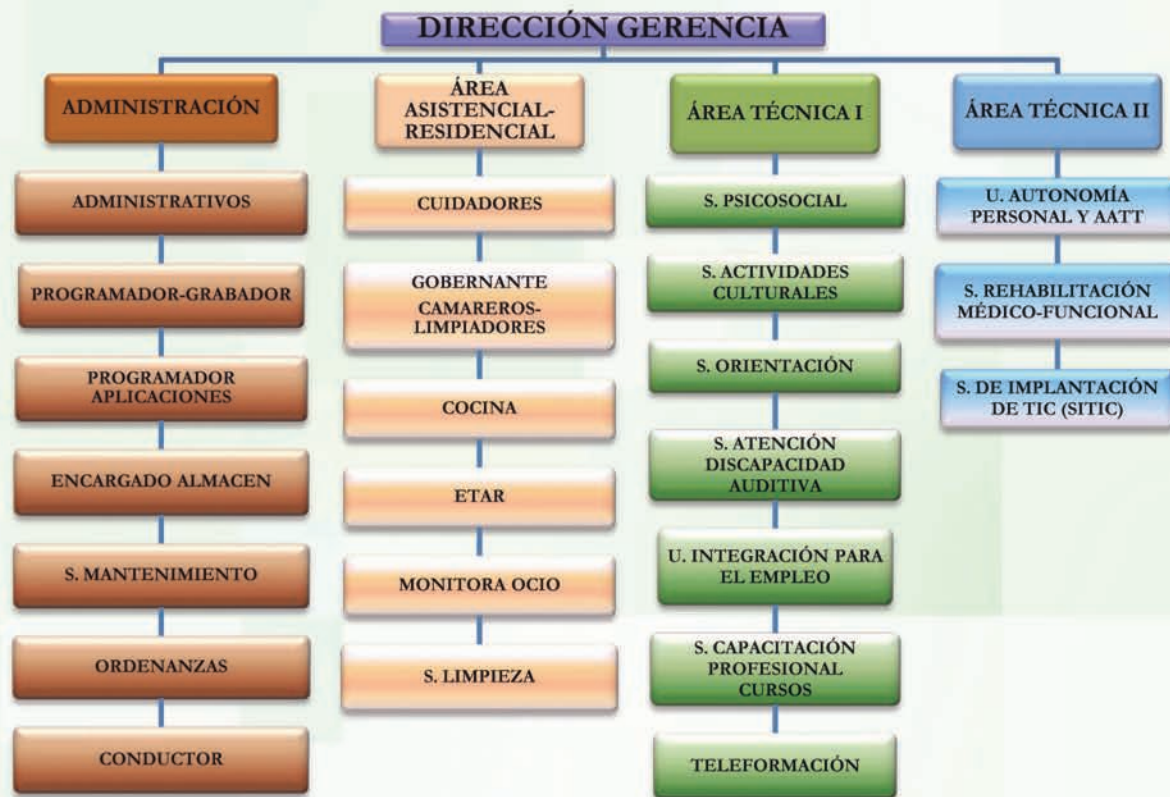 DIRECCIÓN GERENCIA
ADMINISTRACIÓN
ADMINISTRATIVOS
PROGRAMADOR-GRABADOR
PROGRAMADOR
APLICACIONES
ENCARGADO ALMACEN
S. MANTENIMIENTO
ORDENANZAS
CONDUCTOR
ÁREA
ASISTENCIAL-
RESIDENCIAL
CUIDADORES
GOBERNANTE
CAMAREROS-
LIMPIADORES
COCINA
ETAR
MONITORA OCIO
S. LIMPIEZA
ÁREA TÉCNICA I
S. PSICOSOCIAL
S. ACTIVIDADES
CULTURALES
S. ORIENTACIÓN
S. ATENCIÓN
DISCAPACIDAD
AUDITIVA
U. INTEGRACIÓN PARA
EL EMPLEO
S. CAPACITACIÓN
PROFESIONAL
CURSOS
TELEFORMACIÓN
ÁREA TÉCNICA II
U. AUTONOMÍA
PERSONAL Y AATT
S. REHABILITACIÓN
MÉDICO-FUNCIONAL
S. DE IMPLANTACIÓN
DE TIC (SITIC)